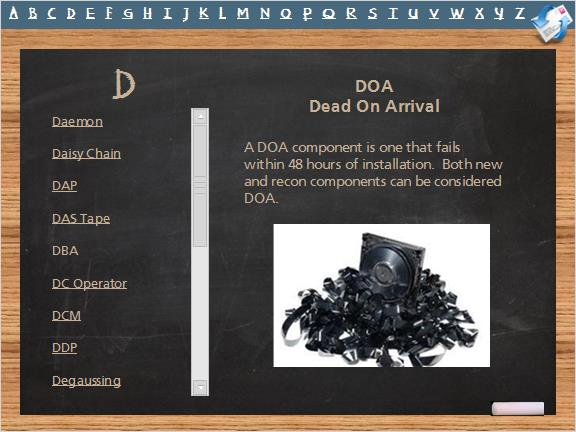 A B C D E F G H I J K L M N O P Q R S T U V W X Y Z
D
Daemon
Daisy Chain
DAP
DAS Tape
DBA
DC Operator
DCM
DDP
Degaussing
DOA
Dead On Arrival
A DOA component is one that fails
within 48 hours of installation.  Both new
and recon components can be considered
DOA.